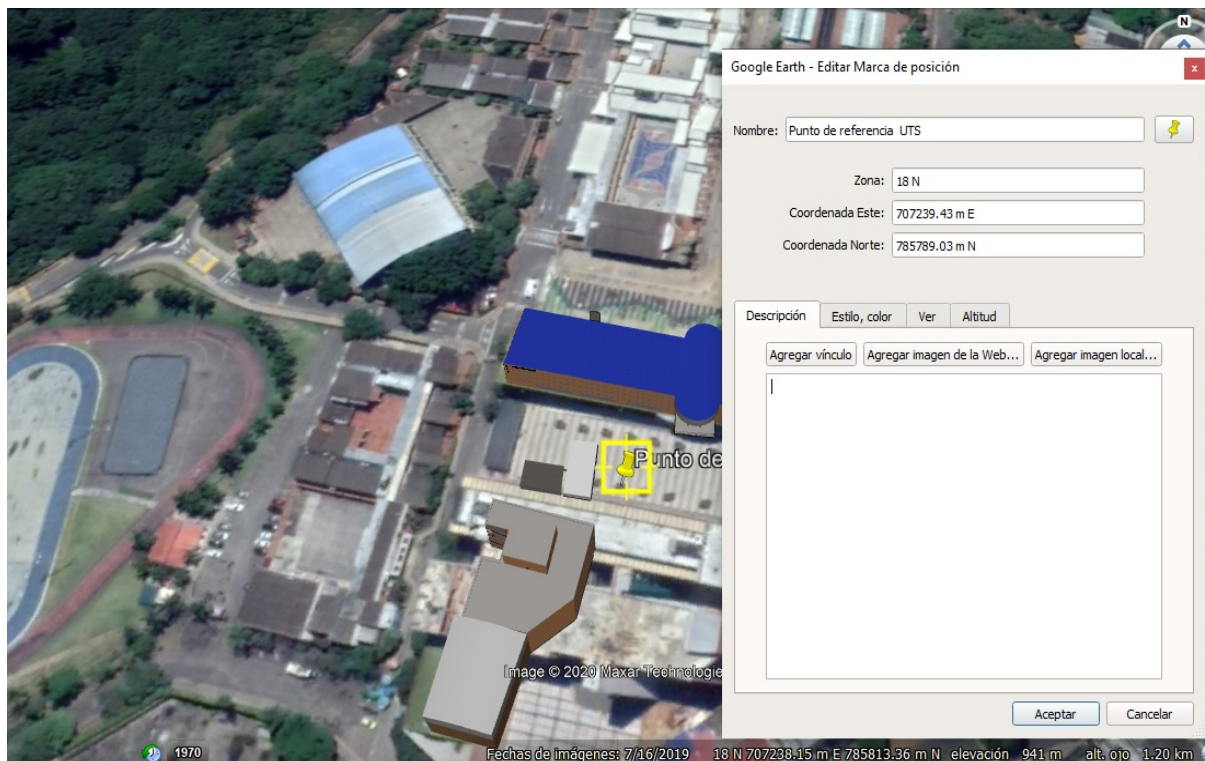 N
Google Earth - Editar Marca de posición
x
Nombre: Punto de referencia UTS
Zona: 18 N
Coordenada Este: 707239.43 m E
Coordenada Norte: 785789.03 m N
Descripción Estilo, color Ver Altitud
Agregar vínculo Agregar imagen de la Web... Agregar imagen local...
Punto de
Image © 2020 Maxar Technologie
Aceptar Cancelar
1970 Fechas de imágenes: 7/16/2019 18 N 707238.15 m E 785813.36 m N elevación 941 m alt. ojo 1.20 km